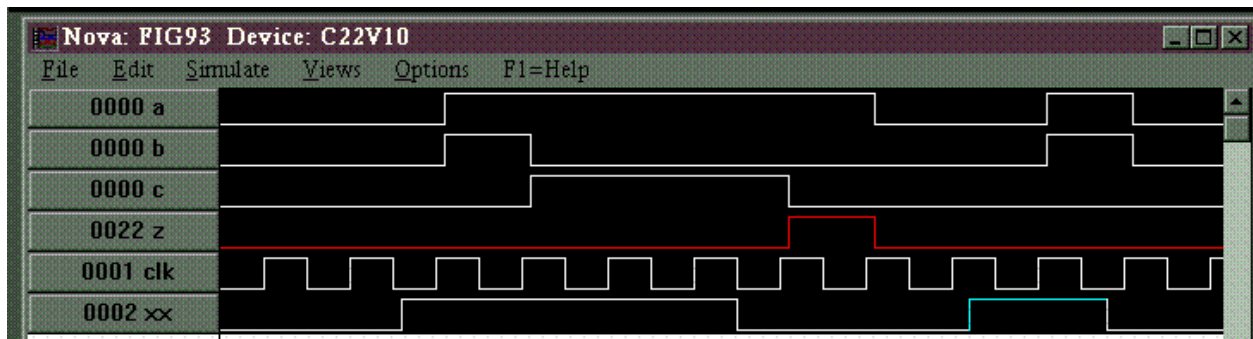 Nova: FIG93 Device: C22V10
File Edit Simulate Views Options F1=Help
0000 a
0000 b
0000 c
0022 z
0001 clk
0002 xx